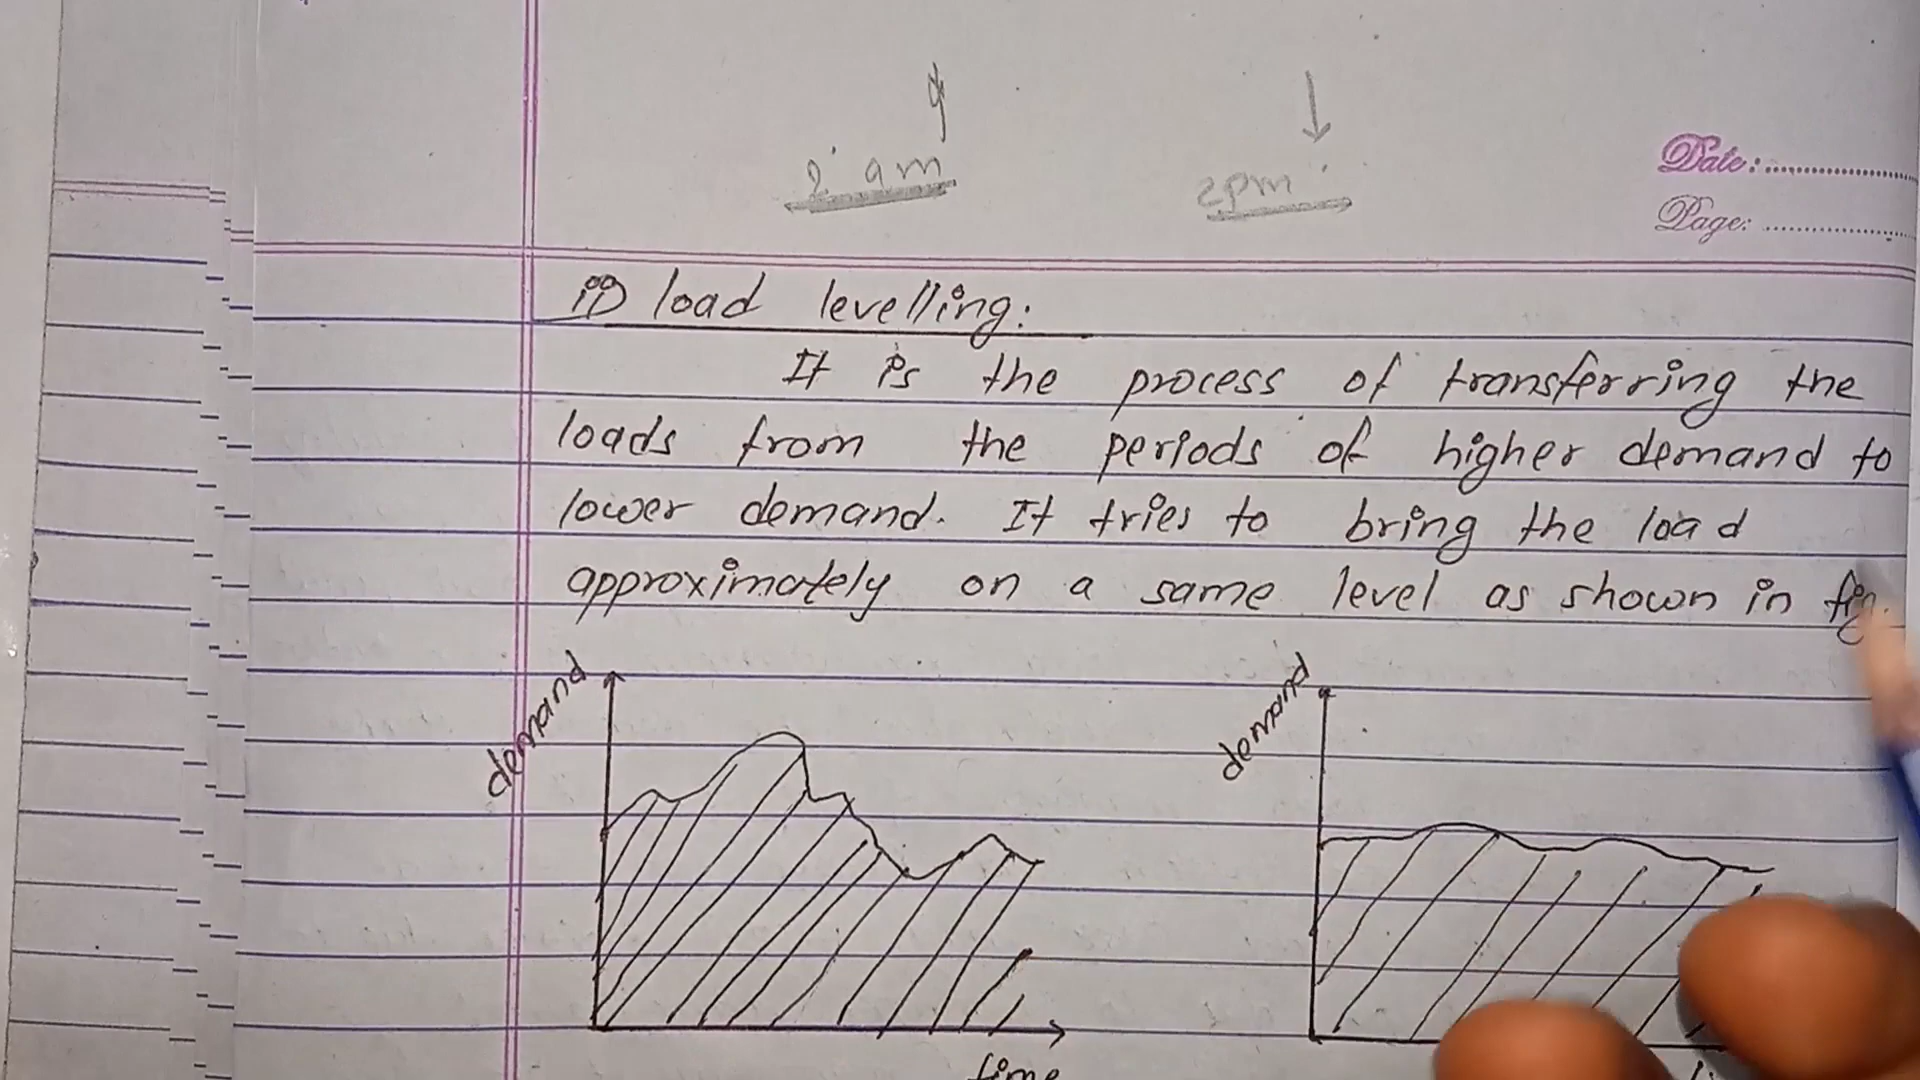 2 am 2pm
Date:
Page:
ii) load levelling:
It is the process of transferring the
loads from the periods of higher demand to
lower demand. It tries to bring the load
approximately on a same level as shown in fig.
demand demand
time